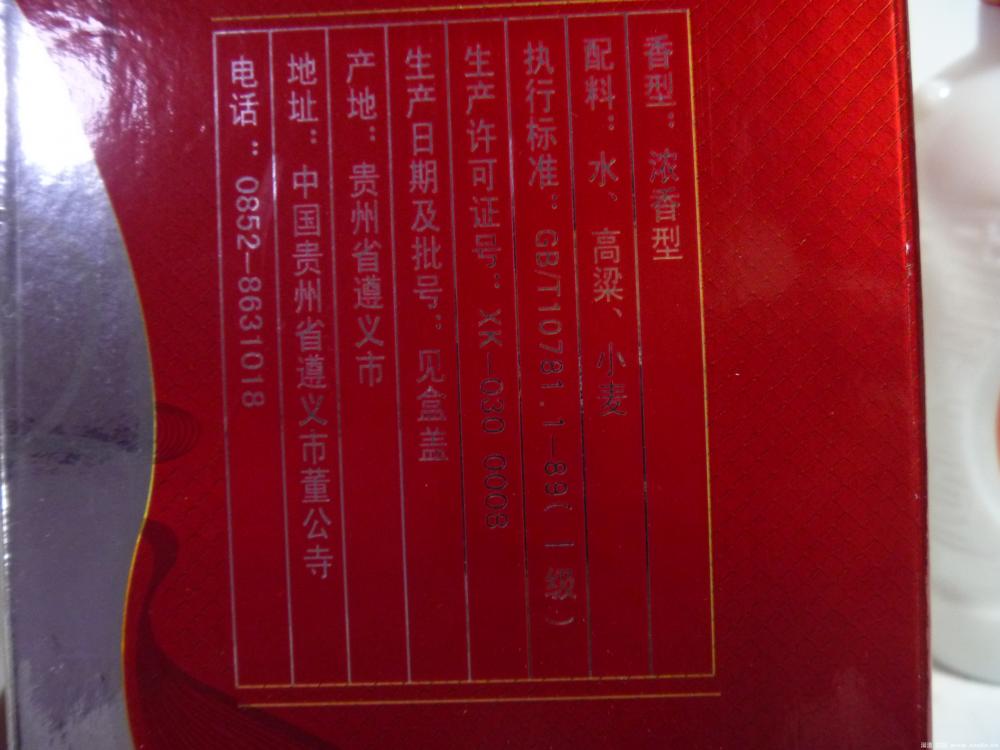 香型：浓香型
配料：水、高粱、小麦
执行标准：GB/T10781.1-89(一级)
生产许可证号：XK-030 0008
生产日期及批号：见盒盖
产地：贵州省遵义市
地址：中国贵州省遵义市董公寺
电话：0852-8631018